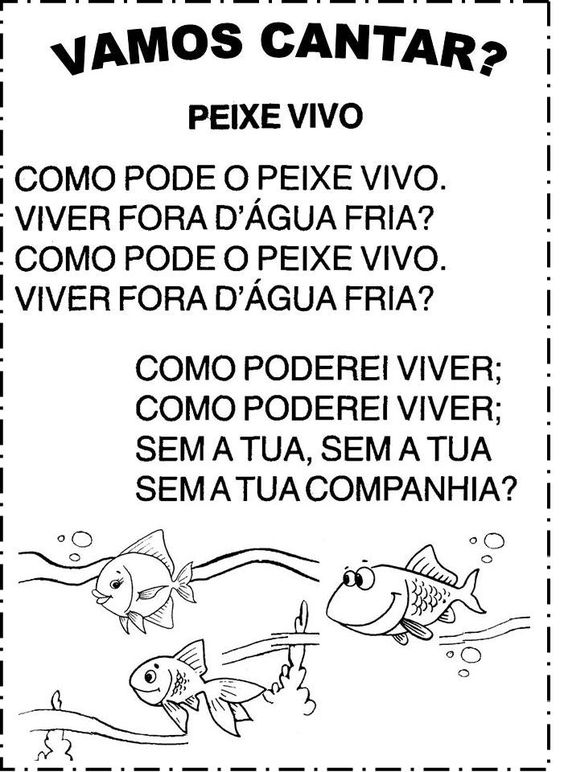 VAMOS CANTAR?
PEIXE VIVO
COMO PODE O PEIXE VIVO.
VIVER FORA D'ÁGUA FRIA?
COMO PODE O PEIXE VIVO.
VIVER FORA D'ÁGUA FRIA?
COMO PODEREI VIVER;
COMO PODEREI VIVER;
SEM A TUA, SEM A TUA
SEM A TUA COMPANHIA?